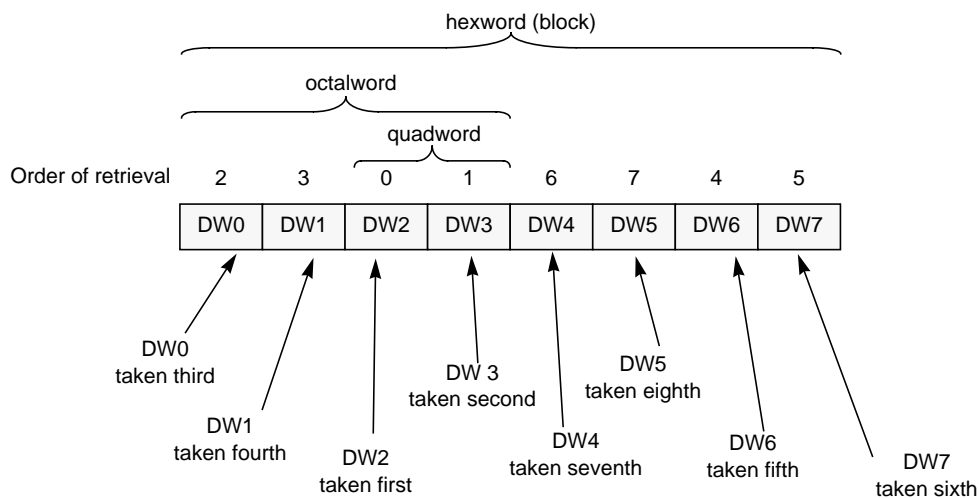 hexword (block)
octalword
quadword
Order of retrieval 2 3 0 1 6 7 4 5
DW0 DW1 DW2 DW3 DW4 DW5 DW6 DW7
DW0
taken third
DW1
taken fourth
DW2
taken first
DW 3
taken second
DW4
taken seventh
DW5
taken eighth
DW6
taken fifth
DW7
taken sixth